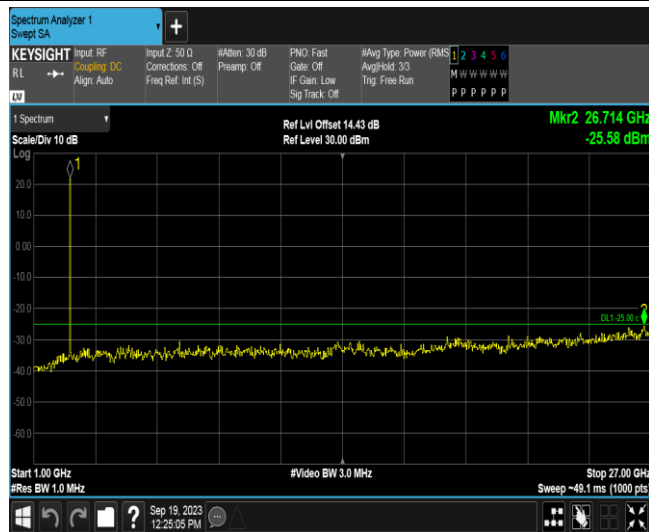 Spectrum Analyzer 1
Swept SA
+
KEYSIGHT
RL
LXI
Input: RF
Coupling: DC
Align: Auto
Input Z: 50 Ω
Corrections: Off
Freq Ref: Int (S)
#Atten: 30 dB
Preamp: Off
PNO: Fast
Gate: Off
IF Gain: Low
Sig Track: Off
#Avg Type: Power (RMS
Avg|Hold: 3/3
Trig: Free Run
1 2 3 4 5 6
M W W W W W
P P P P P P
1 Spectrum
Scale/Div 10 dB
Log
Ref Lvl Offset 14.43 dB
Ref Level 30.00 dBm
Mkr2 26.714 GHz
-25.58 dBm
1
20.0
10.0
0.00
-10.0
-20.0
DL1 -25.00 c
2
-30.0
-40.0
-50.0
-60.0
Start 1.00 GHz
#Res BW 1.0 MHz
#Video BW 3.0 MHz
Stop 27.00 GHz
Sweep ~49.1 ms (1000 pts)
?
Sep 19, 2023
12:25:05 PM